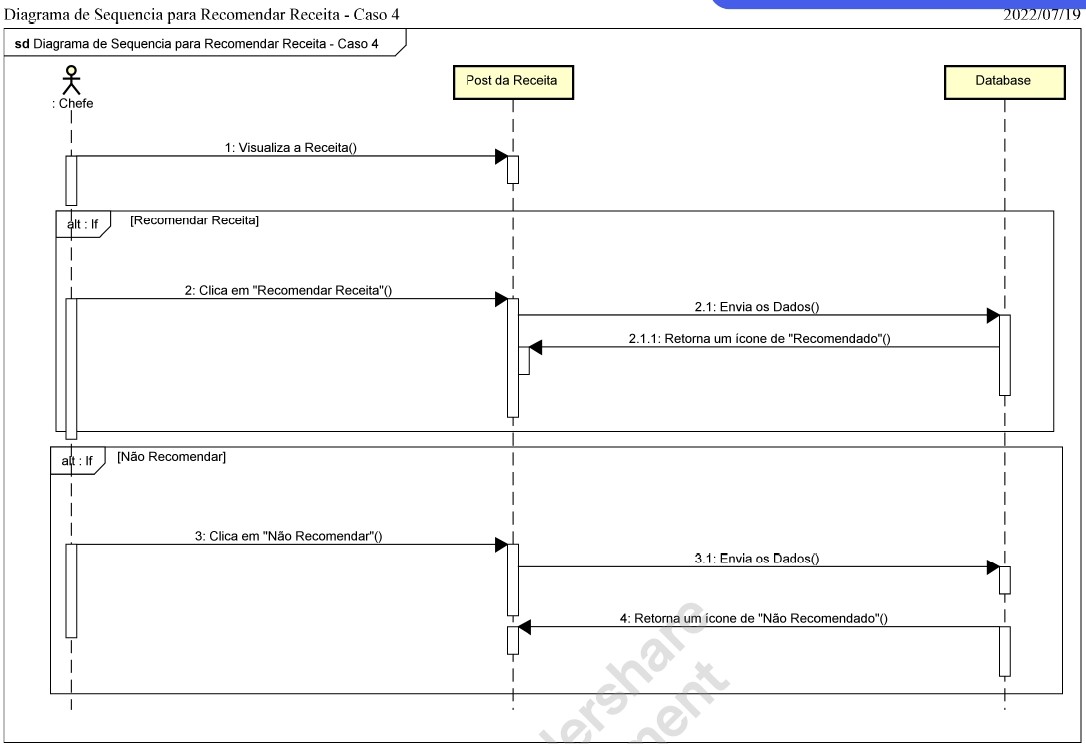 Diagrama de Sequencia para Recomendar Receita - Caso 4
2022/07/19
sd Diagrama de Sequencia para Recomendar Receita - Caso 4
: Chefe
Post da Receita
Database
1: Visualiza a Receita()
alt : If
[Recomendar Receita]
2: Clica em "Recomendar Receita"()
2.1: Envia os Dados()
2.1.1: Retorna um ícone de "Recomendado"()
alt : If
[Não Recomendar]
3: Clica em "Não Recomendar"()
3.1: Envia os Dados()
4: Retorna um ícone de "Não Recomendado"()